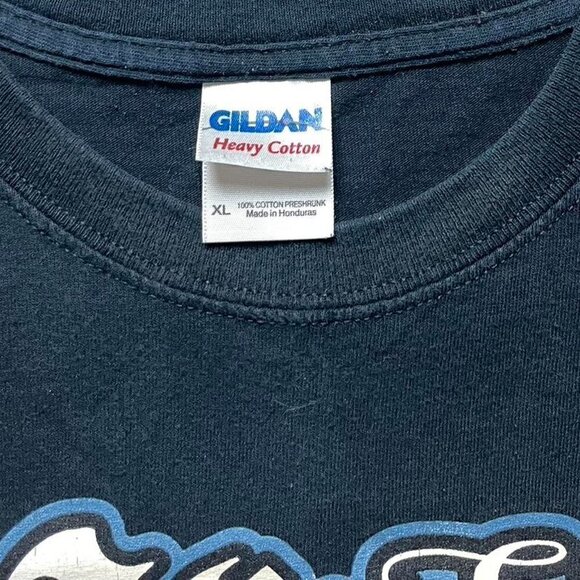 GILDAN
Heavy Cotton
XL
100% COTTON PRESHRUNK
Made in Honduras